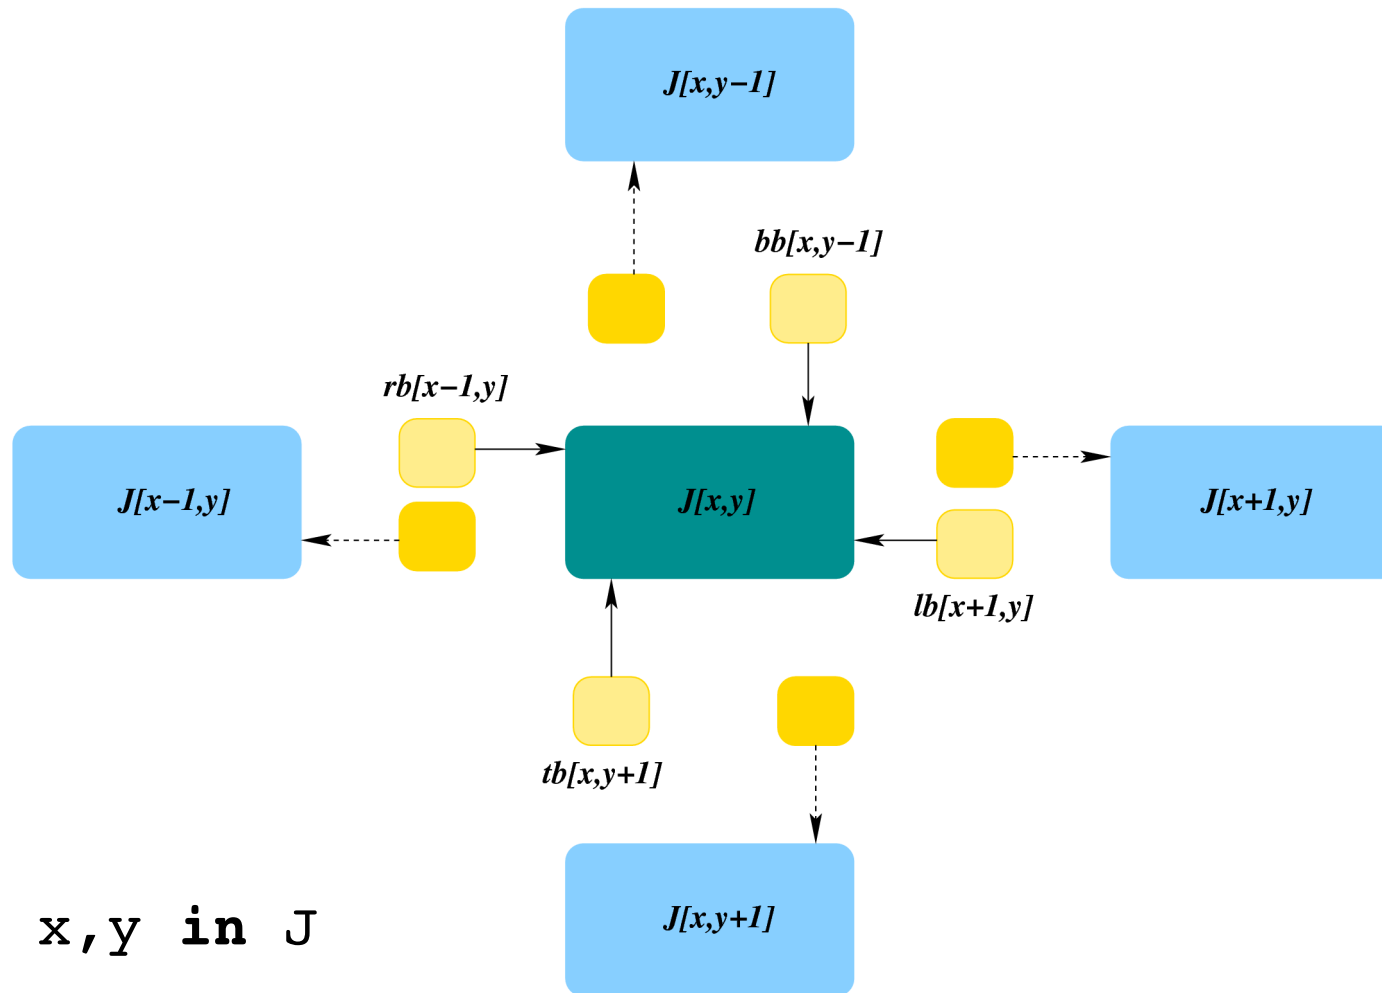 J[x,y−1]
bb[x,y−1]
rb[x−1,y]
J[x−1,y]
J[x,y]
J[x+1,y]
lb[x+1,y]
tb[x,y+1]
J[x,y+1]
x,y in J